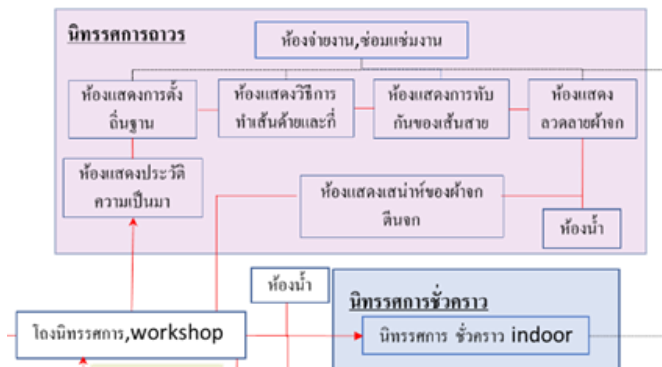 นิทรรศการถาวร
ห้องจ่ายงาน,ซ่อมแซ่มงาน
ห้องแสดงการตั้ง
ถิ่นฐาน
ห้องแสดงวิธีการ
ทำเส้นด้ายและกี่
ห้องแสดงการทับ
กันของเส้นสาย
ห้องแสดง
ลวดลายผ้าจก
ห้องแสดงประวัติ
ความเป็นมา
ห้องแสดงเสน่าห์ของผ้าจก
ตีนจก
ห้องน้ำ
ห้องน้ำ
นิทรรศการชั่วคราว
โถงนิทรรศการ,workshop
นิทรรศการ ชั่วคราว indoor